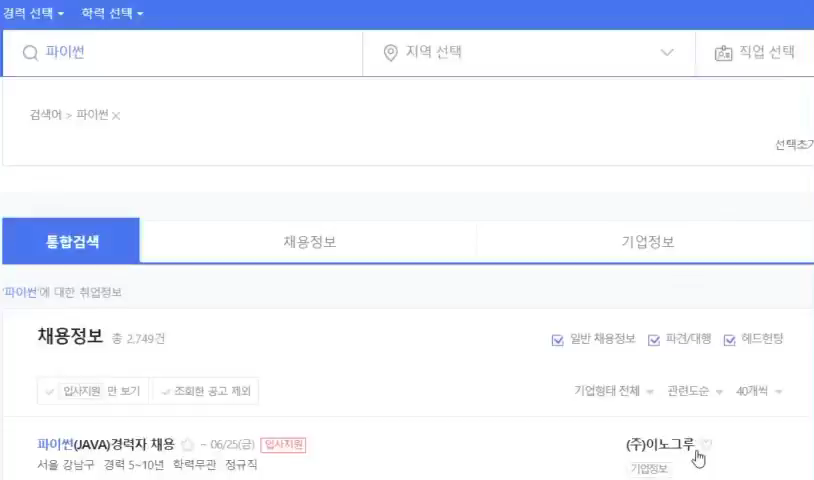 경력 선택 학력 선택
파이썬 지역 선택 직업 선택
검색어 > 파이썬 ×
선택초기
통합검색 채용정보 기업정보
'파이썬'에 대한 취업정보
채용정보 총 2,749건 일반 채용정보 파견/대행 헤드헌팅
입사지원 만 보기 조회한 공고 제외 기업형태 전체 관련도순 40개씩
파이썬(JAVA)경력자 채용 ~ 06/25(금) 입사지원 (주)이노그루
서울 강남구 경력 5~10년 학력무관 정규직 기업정보